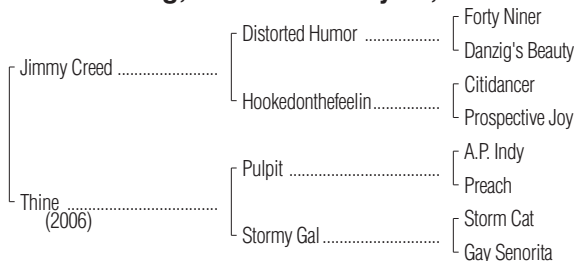 Forty Niner
Distorted Humor ..................
Danzig's Beauty
Jimmy Creed ........................
Citidancer
Hookedonthefeelin................
Prospective Joy
A.P. Indy
Pulpit ....................................
Preach
Thine ....................................
(2006)
Storm Cat
Stormy Gal ............................
Gay Senorita